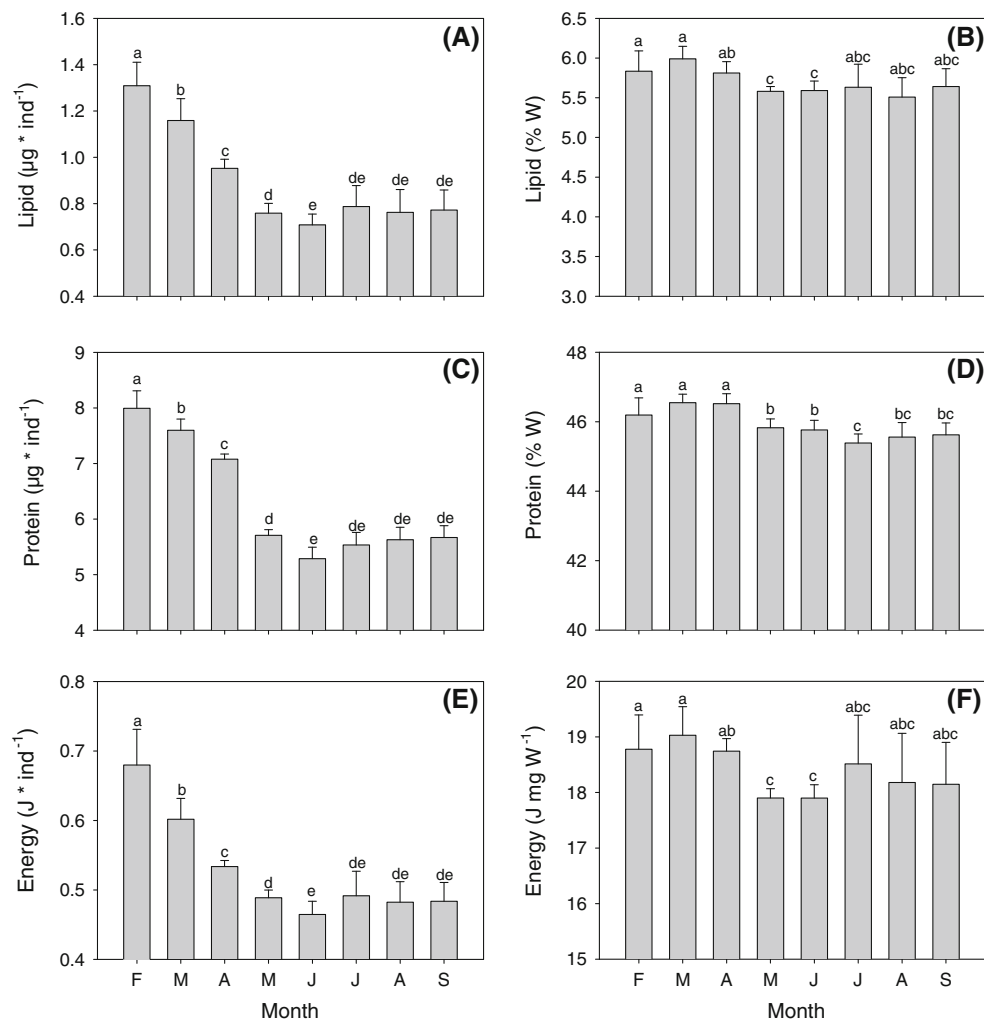 (A)
Lipid (µg * ind-1)
1.6
1.4
1.2
1.0
0.8
0.6
0.4
a
b
c
d
e
de
de
de
(B)
Lipid (% W)
6.5
6.0
5.5
5.0
4.5
4.0
3.5
3.0
a
a
ab
c
c
abc
abc
abc
(C)
Protein (µg * ind-1)
9
8
7
6
5
4
a
b
c
d
e
de
de
de
(D)
Protein (% W)
48
46
44
42
40
a
a
a
b
b
c
bc
bc
(E)
Energy (J * ind-1)
0.8
0.7
0.6
0.5
0.4
a
b
c
d
e
de
de
de
F M A M J J A S
Month
(F)
Energy (J mg W-1)
20
19
18
17
16
15
a
a
ab
c
c
abc
abc
abc
F M A M J J A S
Month